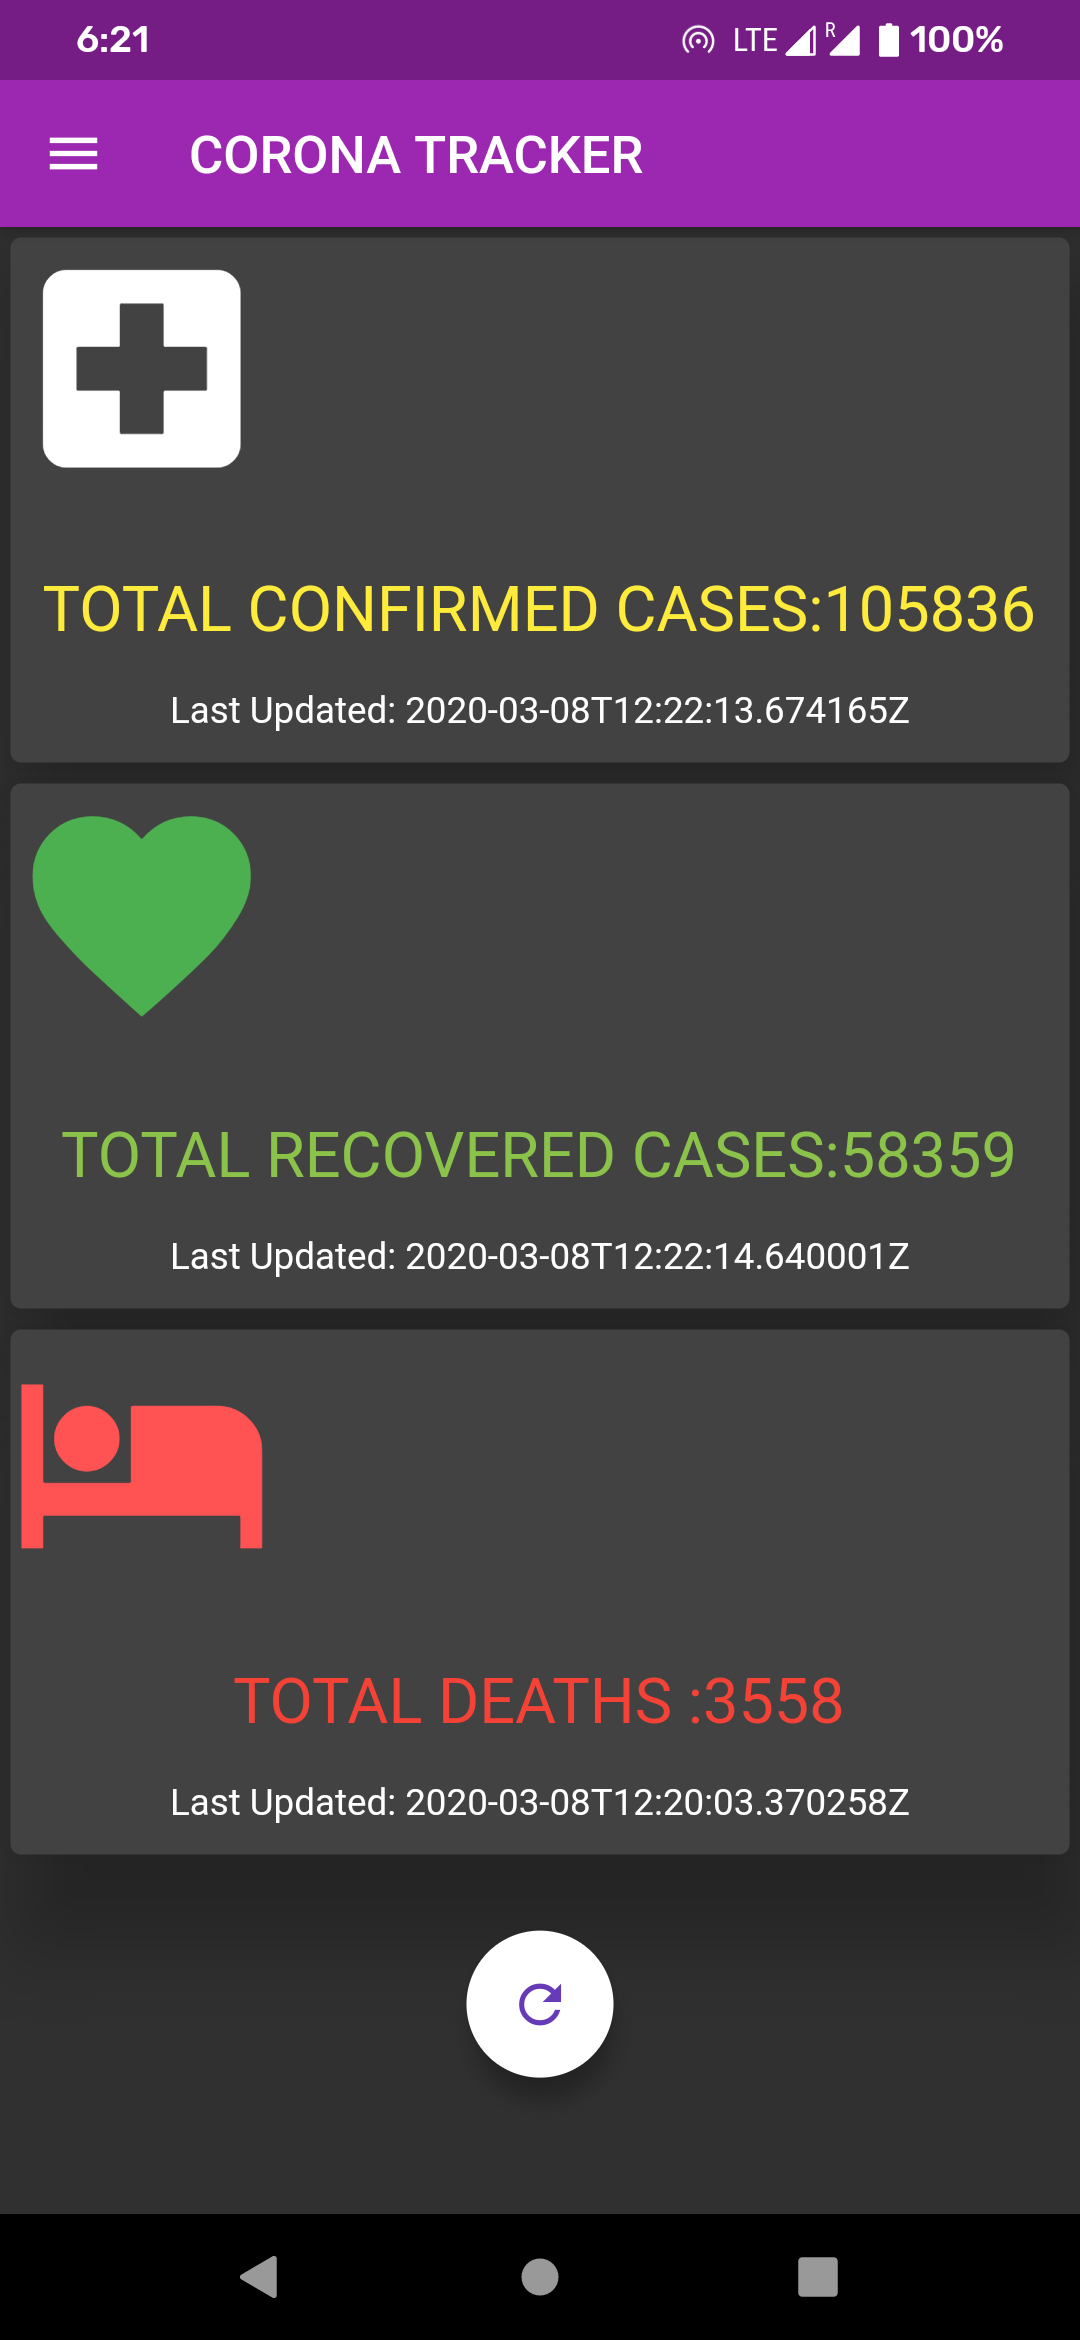 6:21 LTE R 100%
CORONA TRACKER
TOTAL CONFIRMED CASES:105836
Last Updated: 2020-03-08T12:22:13.674165Z
TOTAL RECOVERED CASES:58359
Last Updated: 2020-03-08T12:22:14.640001Z
TOTAL DEATHS :3558
Last Updated: 2020-03-08T12:20:03.370258Z